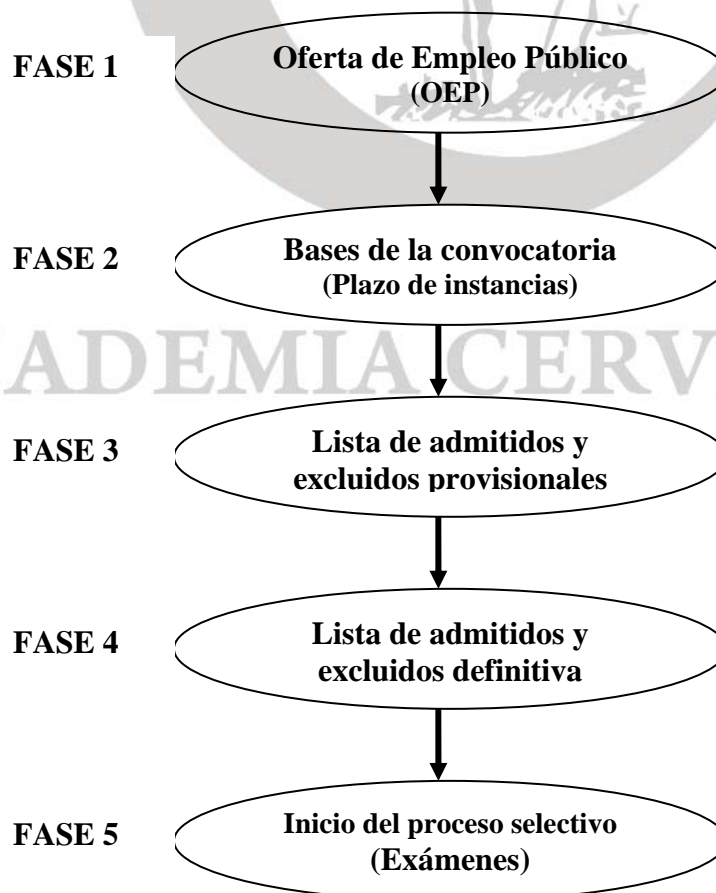 FASE 1
Oferta de Empleo Público
(OEP)
FASE 2
Bases de la convocatoria
(Plazo de instancias)
ADEMIA CERV
FASE 3
Lista de admitidos y
excluidos provisionales
FASE 4
Lista de admitidos y
excluidos definitiva
FASE 5
Inicio del proceso selectivo
(Exámenes)